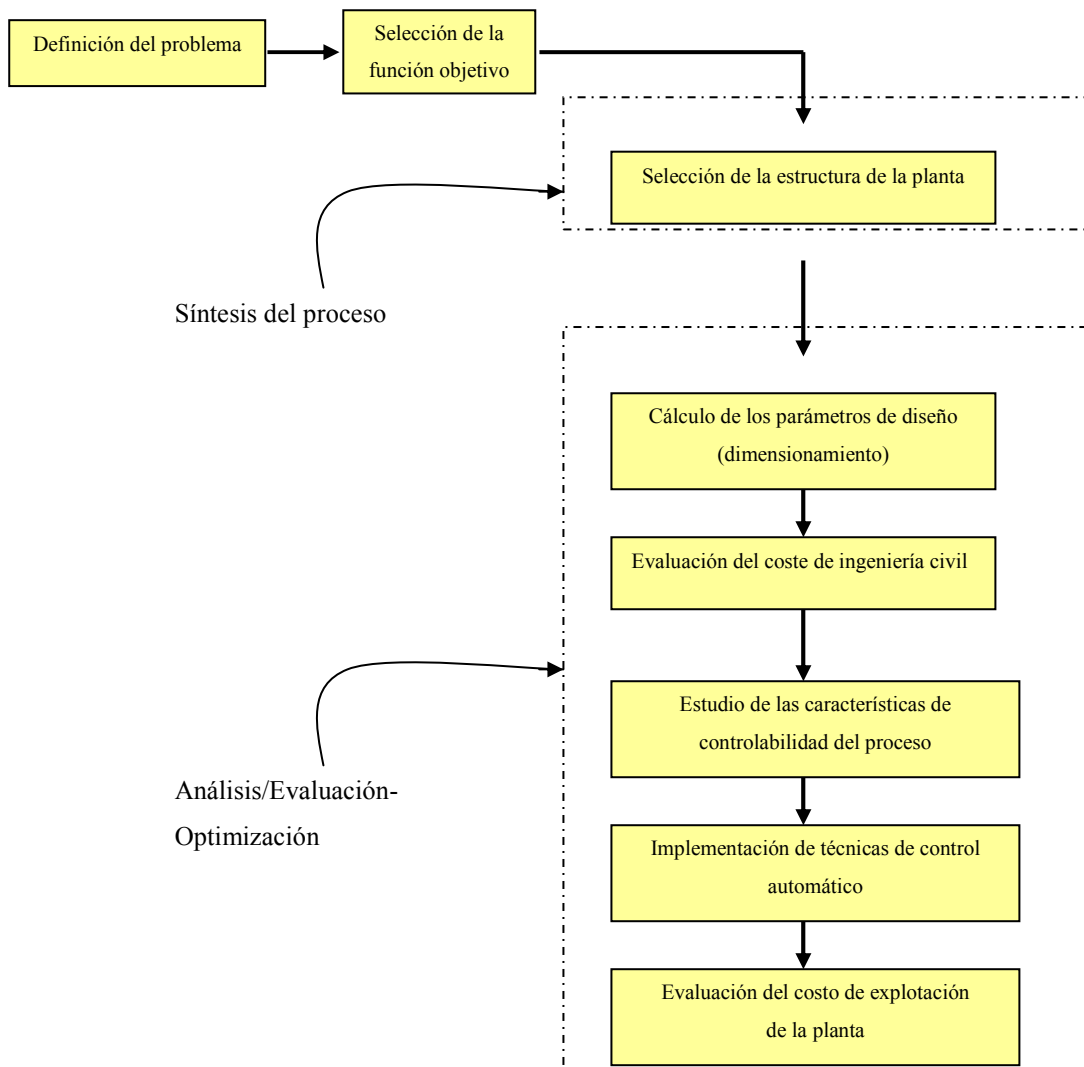 Definición del problema
Selección de la
función objetivo
Selección de la estructura de la planta
Síntesis del proceso
Cálculo de los parámetros de diseño
(dimensionamiento)
Evaluación del coste de ingeniería civil
Estudio de las características de
controlabilidad del proceso
Análisis/Evaluación-
Optimización
Implementación de técnicas de control
automático
Evaluación del costo de explotación
de la planta